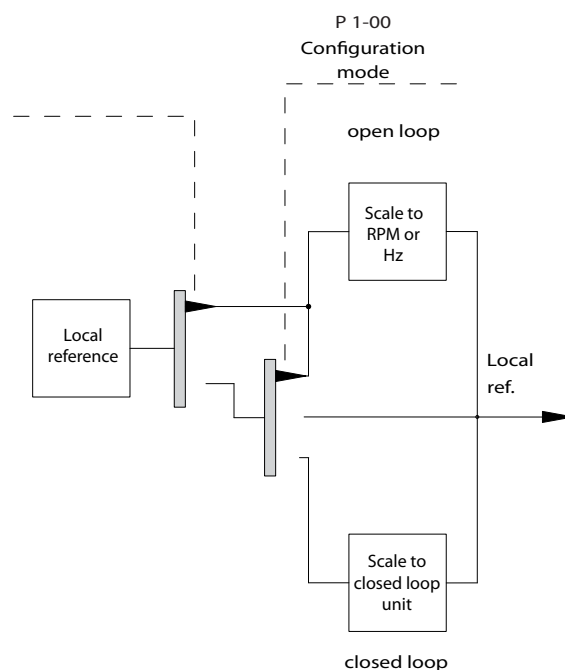 P 1-00
Configuration
mode
open loop
Scale to
RPM or
Hz
Local
reference
Local
ref.
Scale to
closed loop
unit
closed loop